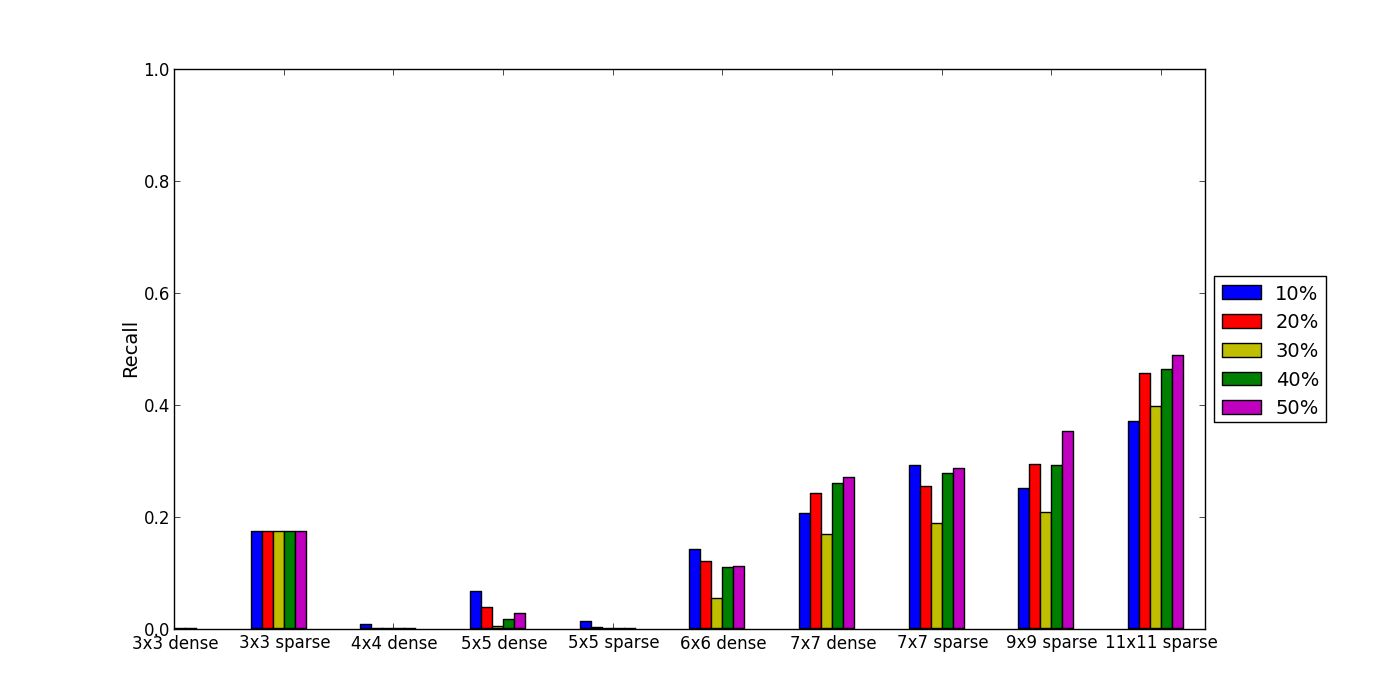 1.0
0.8
0.6
0.4
0.2
0.0
Recall
3x3 dense
3x3 sparse
4x4 dense
5x5 dense
5x5 sparse
6x6 dense
7x7 dense
7x7 sparse
9x9 sparse
11x11 sparse
10%
20%
30%
40%
50%